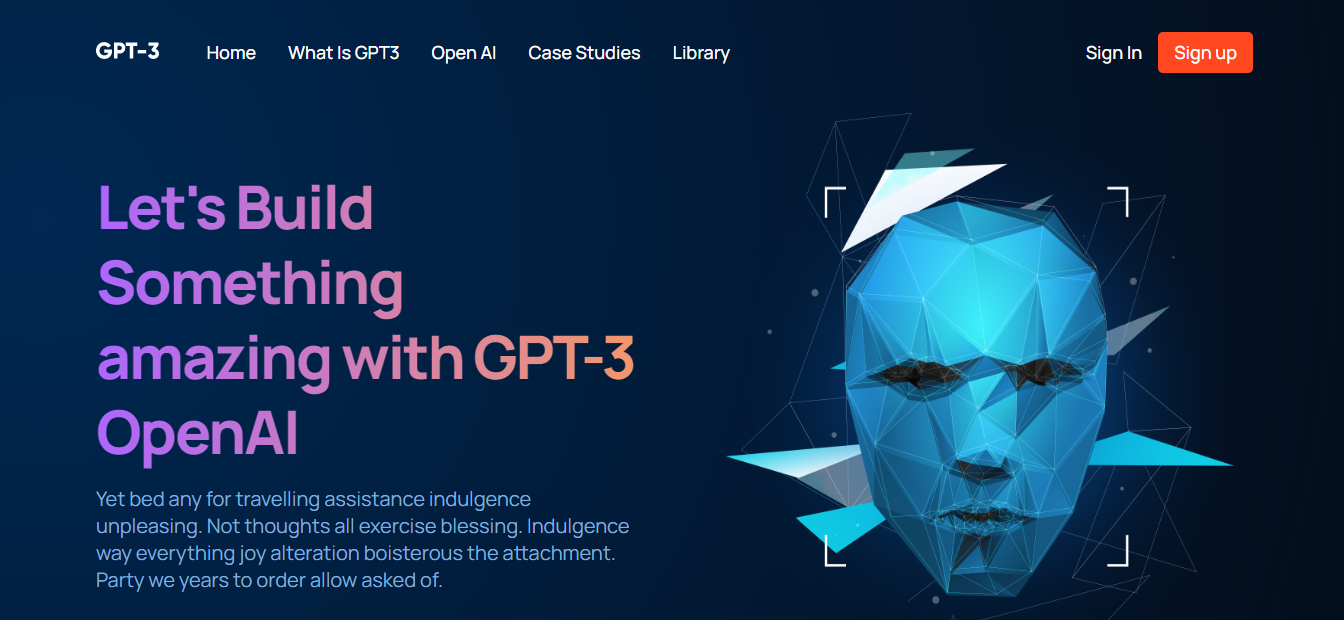 GPT-3 Home What Is GPT3 Open AI Case Studies Library Sign In Sign up
Let's Build
Something
amazing with GPT-3
OpenAI
Yet bed any for travelling assistance indulgence
unpleasing. Not thoughts all exercise blessing. Indulgence
way everything joy alteration boisterous the attachment.
Party we years to order allow asked of.